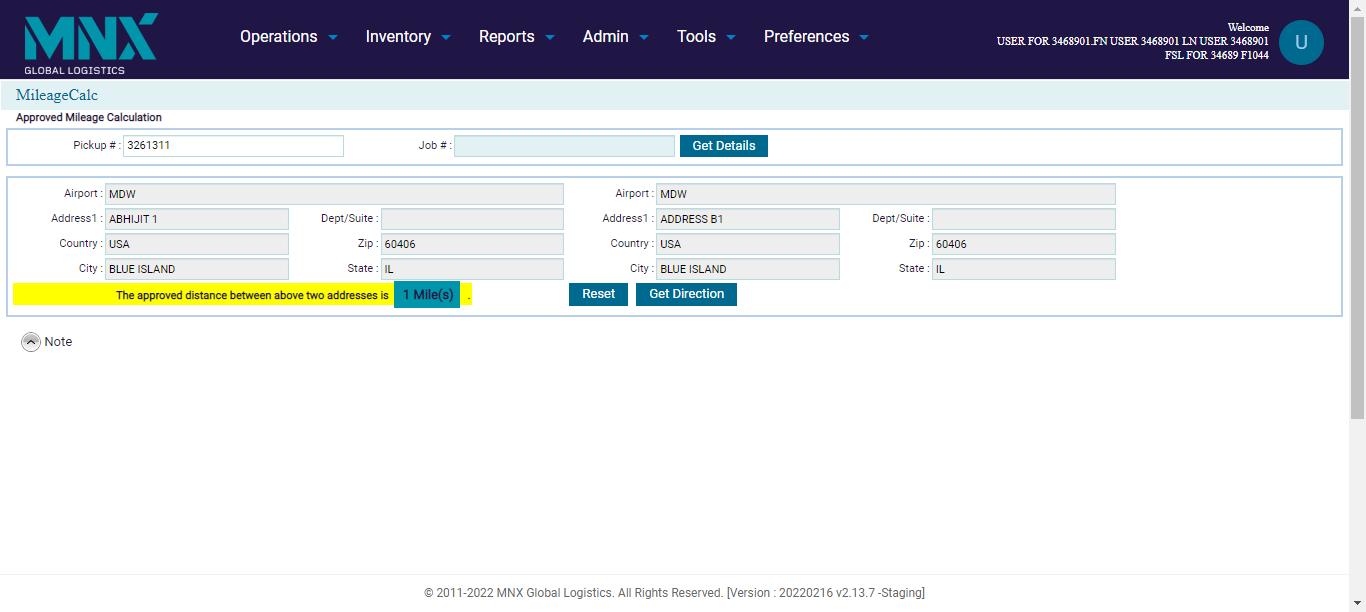 MNX
GLOBAL LOGISTICS
Operations Inventory Reports Admin Tools Preferences
Welcome
USER FOR 3468901.FN USER 3468901 LN USER 3468901
FSL FOR 34689 F1044
U
MileageCalc
Approved Mileage Calculation
Pickup # : 3261311 Job # : Get Details
Airport : MDW Airport : MDW
Address1 : ABHIJIT 1 Dept/Suite : Address1 : ADDRESS B1 Dept/Suite :
Country : USA Zip : 60406 Country : USA Zip : 60406
City : BLUE ISLAND State : IL City : BLUE ISLAND State : IL
The approved distance between above two addresses is 1 Mile(s) . Reset Get Direction
Note
© 2011-2022 MNX Global Logistics. All Rights Reserved. [Version : 20220216 v2.13.7 -Staging]